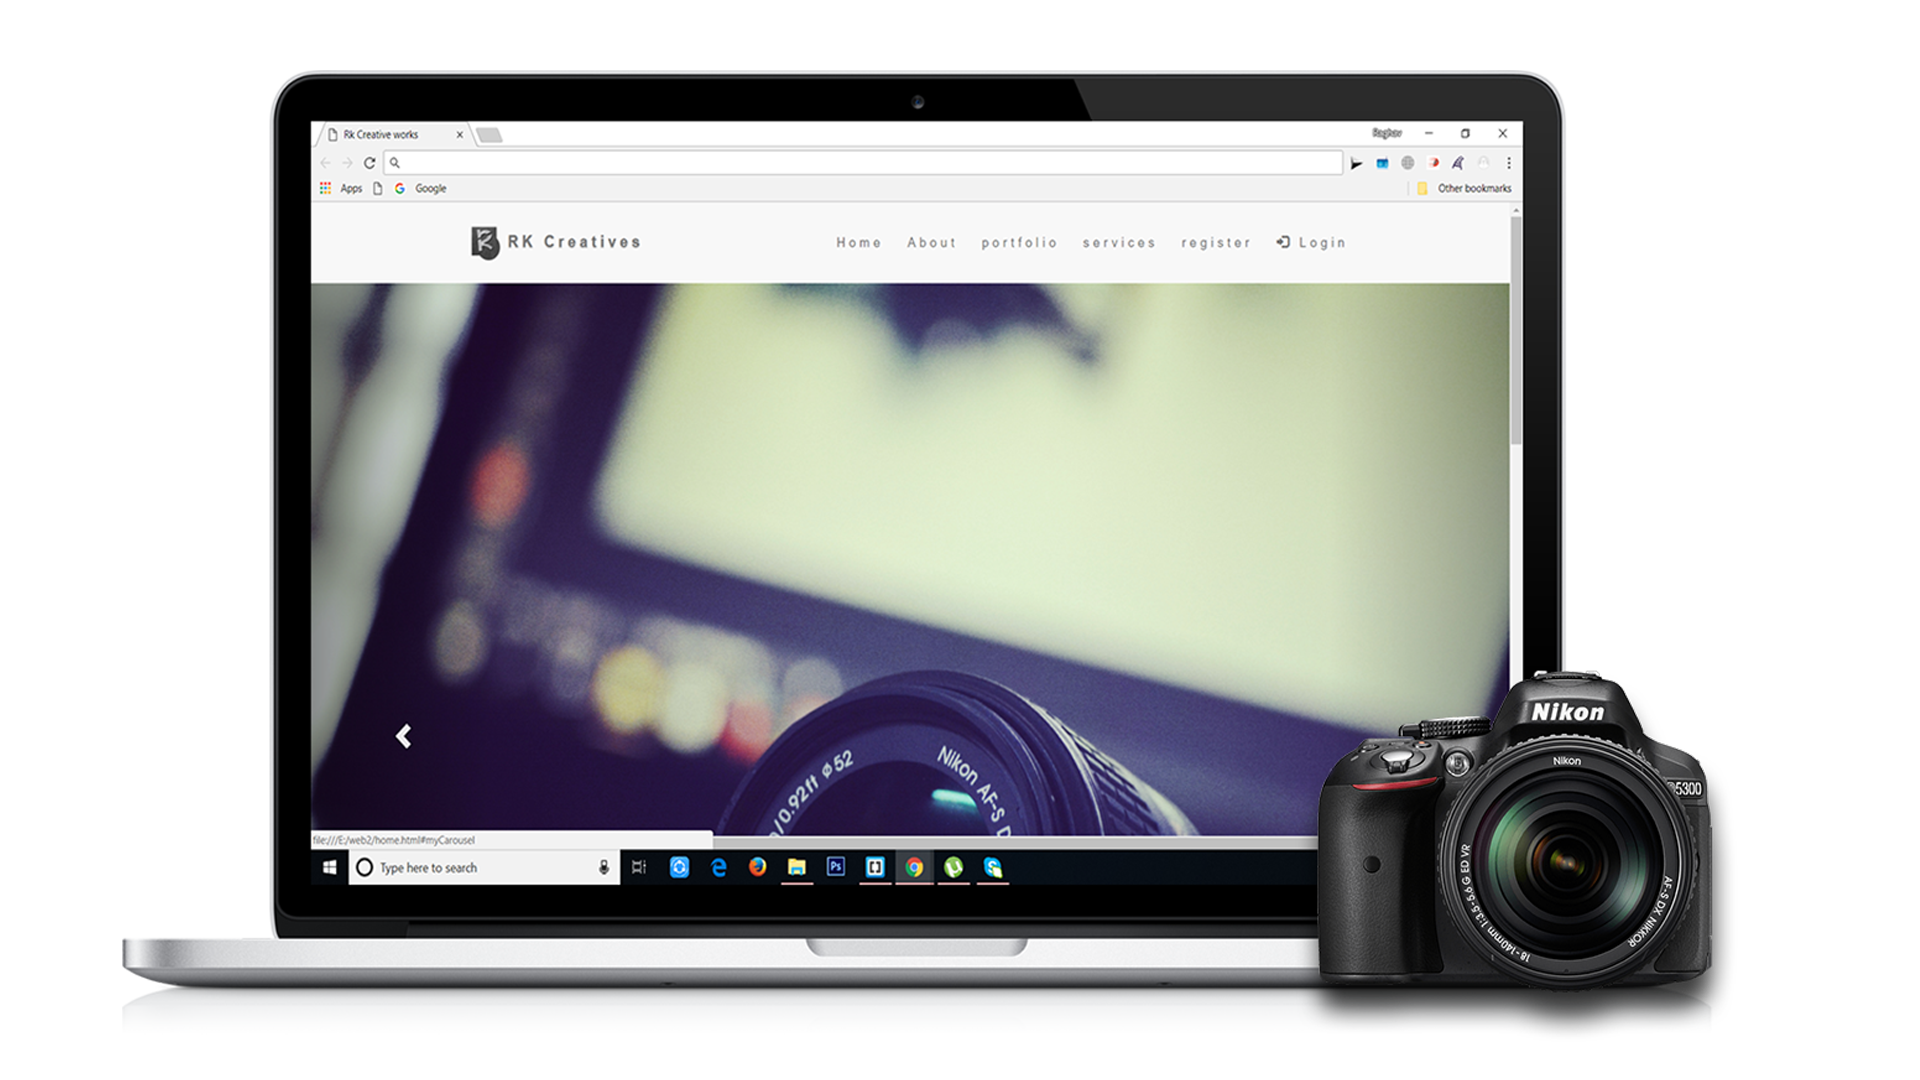 Rk Creative works
Raghav
Apps
Google
Other bookmarks
RK Creatives
Home About portfolio services register Login
/0.92ft ⌀52
Nikon AF-S D
file:///E:/web2/home.html#myCarousel
Type here to search
Ps
Nikon
Nikon
D5300
AF-S DX NIKKOR
18-140mm 1:3.5-5.6 G ED VR